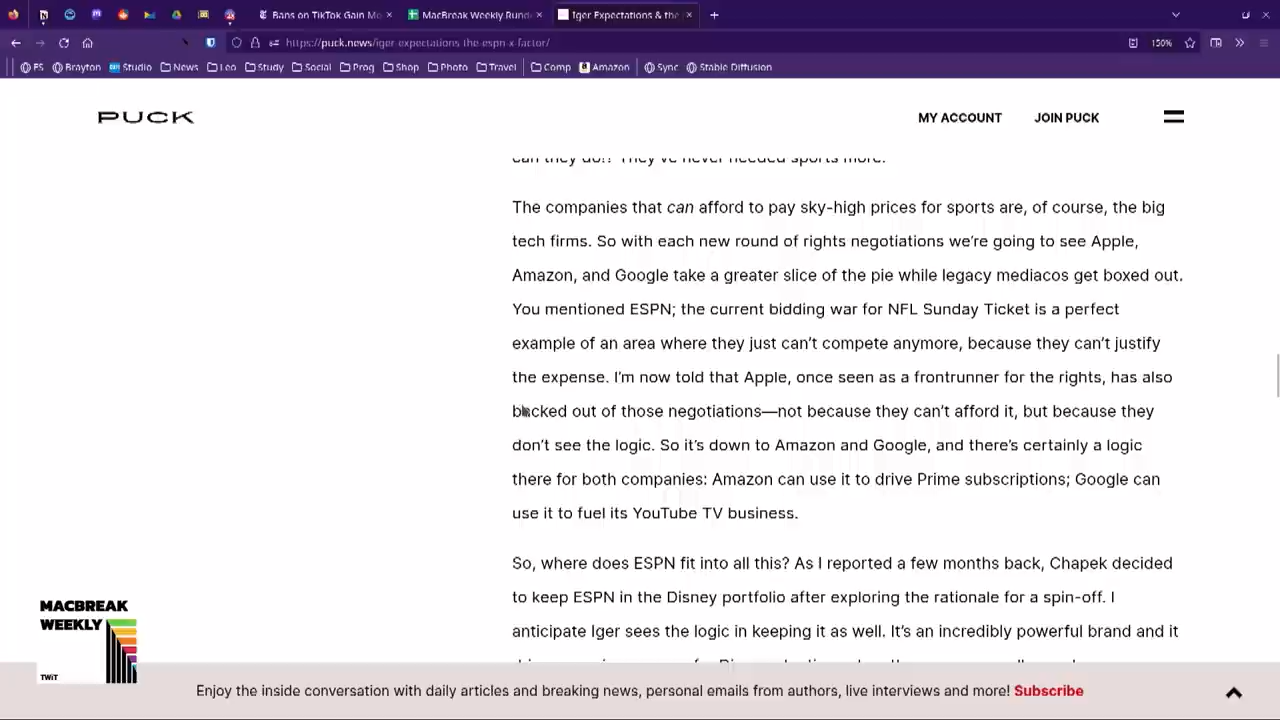 Bans on TikTok Gain Mo
MacBreak Weekly Rund
Iger Expectations & the
https://puck.news/iger-expectations-the-espn-x-factor/
150%
FS Brayton Studio News Leo Study Social Prog Shop Photo Travel Comp Amazon Sync Stable Diffusion
PUCK
MY ACCOUNT JOIN PUCK
can they do?! They've never needed sports more.
The companies that can afford to pay sky-high prices for sports are, of course, the big
tech firms. So with each new round of rights negotiations we're going to see Apple,
Amazon, and Google take a greater slice of the pie while legacy mediacos get boxed out.
You mentioned ESPN; the current bidding war for NFL Sunday Ticket is a perfect
example of an area where they just can't compete anymore, because they can't justify
the expense. I'm now told that Apple, once seen as a frontrunner for the rights, has also
backed out of those negotiations—not because they can't afford it, but because they
don't see the logic. So it's down to Amazon and Google, and there's certainly a logic
there for both companies: Amazon can use it to drive Prime subscriptions; Google can
use it to fuel its YouTube TV business.
So, where does ESPN fit into all this? As I reported a few months back, Chapek decided
to keep ESPN in the Disney portfolio after exploring the rationale for a spin-off. I
anticipate Iger sees the logic in keeping it as well. It's an incredibly powerful brand and it
MACBREAK
WEEKLY
TWiT
Enjoy the inside conversation with daily articles and breaking news, personal emails from authors, live interviews and more! Subscribe